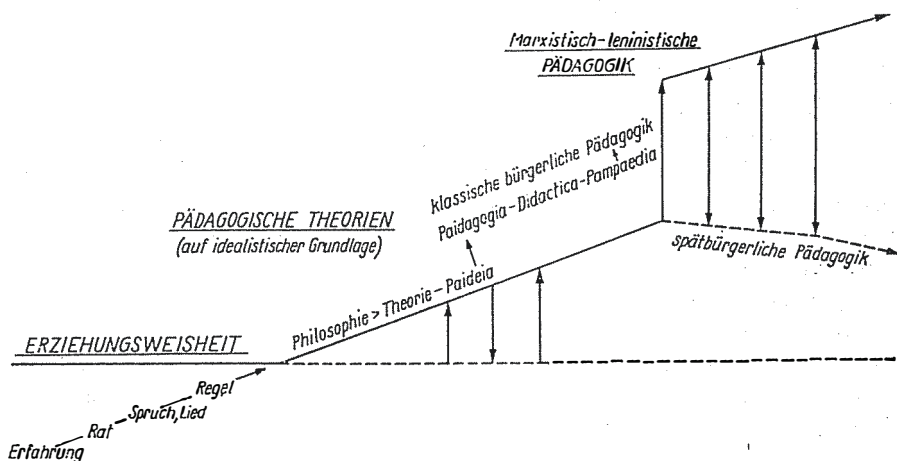 Marxistisch-leninistische
PÄDAGOGIK
klassische bürgerliche Pädagogik
Paidagogia-Didactica-Pampaedia
PÄDAGOGISCHE THEORIEN
(auf idealistischer Grundlage)
spätbürgerliche Pädagogik
Philosophie > Theorie - Paideia
ERZIEHUNGSWEISHEIT
Regel
Spruch, Lied
Rat
Erfahrung